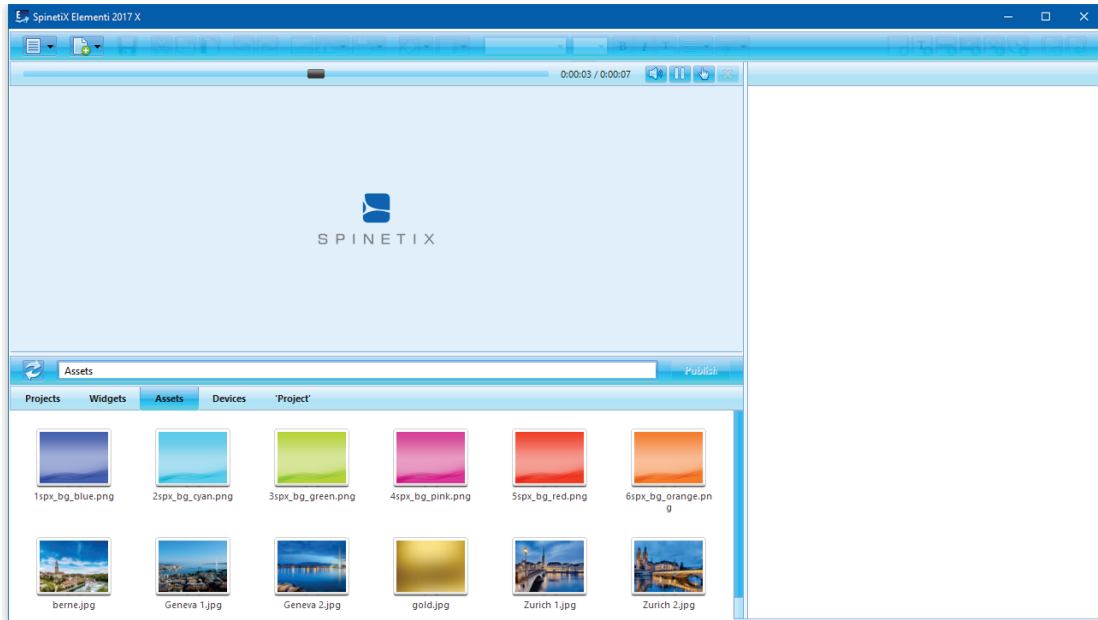 SpinetiX Elementi 2017 X
B I T
0:00:03 / 0:00:07
SPINETIX
Assets Publish
Projects Widgets Assets Devices 'Project'
1spx_bg_blue.png 2spx_bg_cyan.png 3spx_bg_green.png 4spx_bg_pink.png 5spx_bg_red.png 6spx_bg_orange.pn
g
berne.jpg Geneva 1.jpg Geneva 2.jpg gold.jpg Zurich 1.jpg Zurich 2.jpg